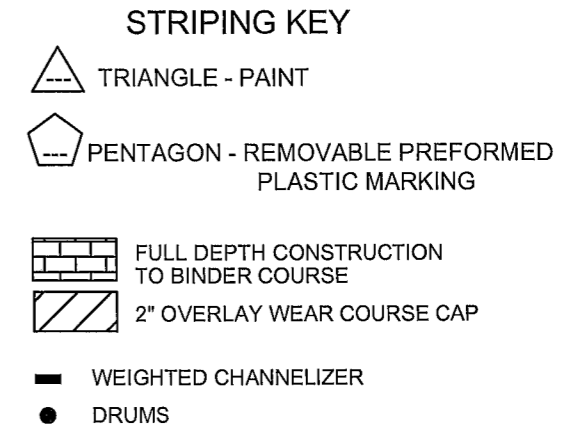 STRIPING KEY
--- TRIANGLE - PAINT
--- PENTAGON - REMOVABLE PREFORMED
PLASTIC MARKING
FULL DEPTH CONSTRUCTION
TO BINDER COURSE
2" OVERLAY WEAR COURSE CAP
WEIGHTED CHANNELIZER
DRUMS